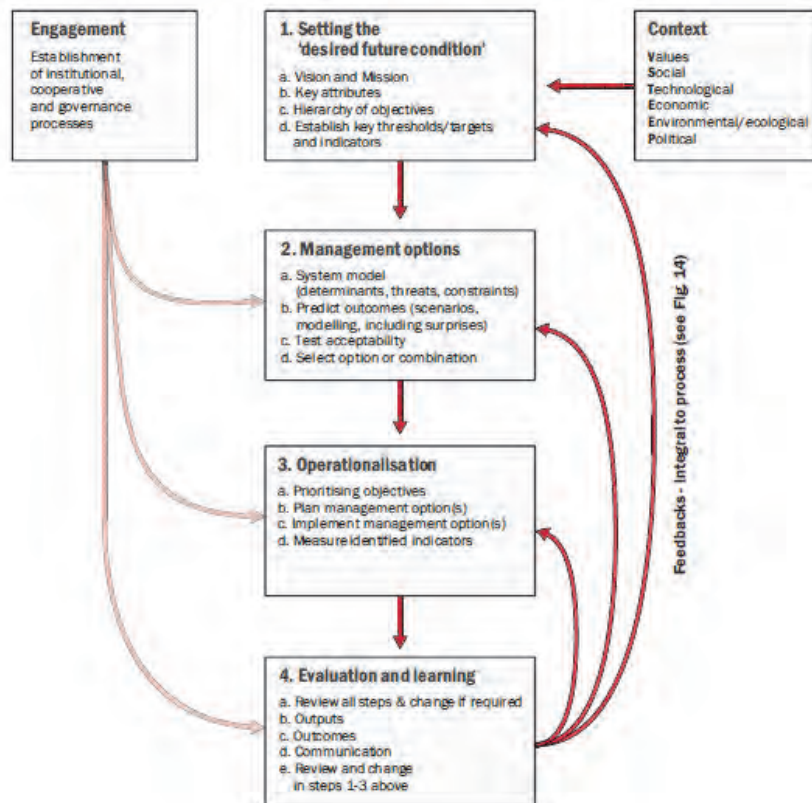 Engagement
Establishment
of institutional,
cooperative
and governance
processes
1. Setting the
'desired future condition'
a. Vision and Mission
b. Key attributes
c. Hierarchy of objectives
d. Establish key thresholds/targets
and indicators
Context
Values
Social
Technological
Economic
Environmental/ecological
Political
2. Management options
a. System model
(determinants, threats, constraints)
b. Predict outcomes (scenarios,
modelling, including surprises)
c. Test acceptability
d. Select option or combination
3. Operationalisation
a. Prioritising objectives
b. Plan management option(s)
c. Implement management option(s)
d. Measure identified indicators
4. Evaluation and learning
a. Review all steps & change if required
b. Outputs
c. Outcomes
d. Communication
e. Review and change
in steps 1-3 above
Feedbacks - Integral to process (see Fig. 14)